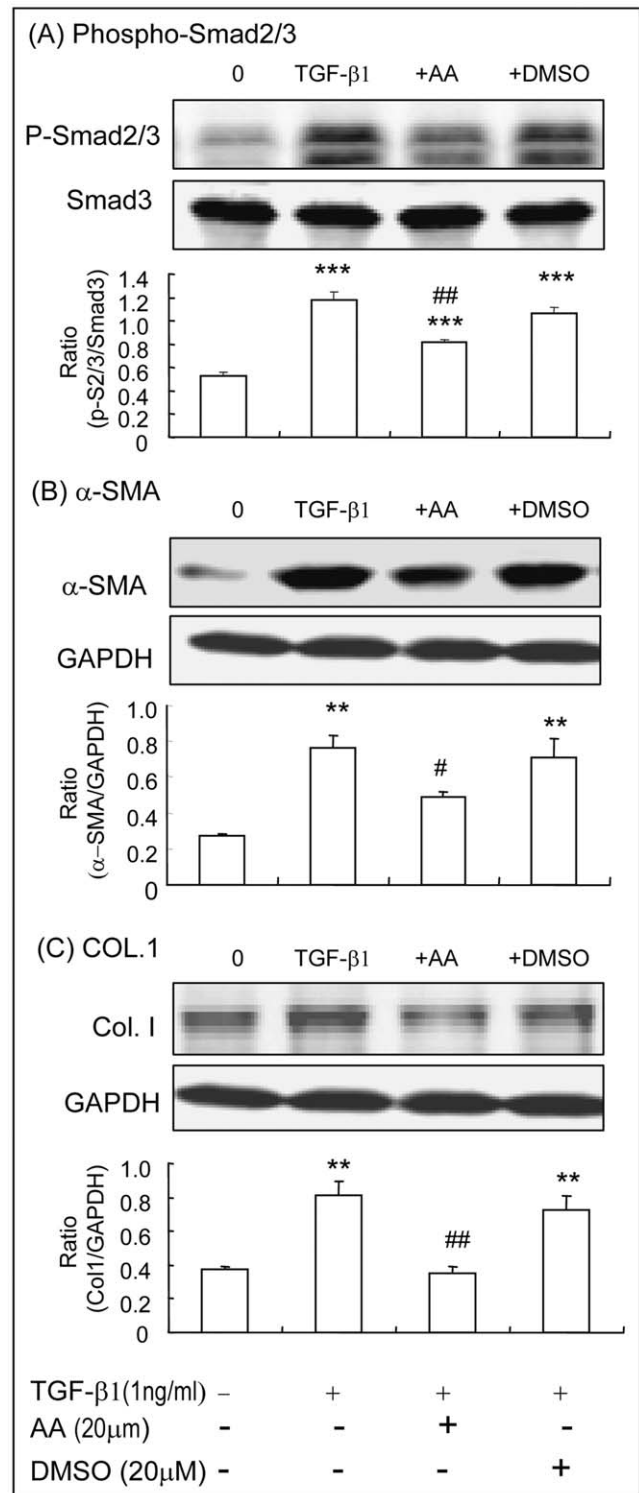 (A) Phospho-Smad2/3
0 TGF-β1 +AA +DMSO
P-Smad2/3
Smad3
Ratio
(p-S2/3/Smad3)
1.4
1.2
1.0
0.8
0.6
0.4
0.2
0
*** ## *** ***
(B) α-SMA
0 TGF-β1 +AA +DMSO
α-SMA
GAPDH
Ratio
(α-SMA/GAPDH)
1.0
0.8
0.6
0.4
0.2
0
** # **
(C) COL.1
0 TGF-β1 +AA +DMSO
Col. I
GAPDH
Ratio
(Col1/GAPDH)
1.0
0.8
0.6
0.4
0.2
0
** ## **
TGF-β1(1ng/ml) – + + +
AA (20μm) - - + -
DMSO (20μM) - - - +